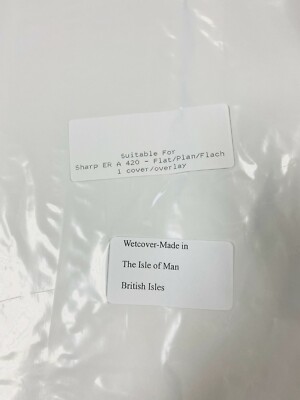 Suitable For
Sharp ER A 420 - Flat/Plan/Flach
1 cover/overlay
Wetcover-Made in
The Isle of Man
British Isles